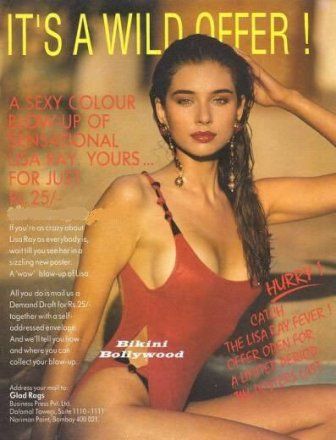 IT'S A WILD OFFER !
A SEXY COLOUR
BLOW-UP OF
SENSATIONAL
LISA RAY. YOURS...
FOR JUST
Rs.25/-
If you're as crazy about
Lisa Ray as everybody is,
wait till you see her in a
sizzling new poster.
A 'wow' blow-up of Lisa
All you do is mail us a
Demand Draft for Rs.25/-
together with a self-
addressed envelope.
And we'll tell you how
and where you can
collect your blow-up.
Address your mail to:
Glad Rags
Business Press Pvt. Ltd.
Dalamal Towers, Suite 1110-1111
Nariman Point, Bombay 400 021.
Bikini
Bollywood
HURRY!
CATCH
THE LISA RAY FEVER!
OFFER OPEN FOR
A LIMITED PERIOD